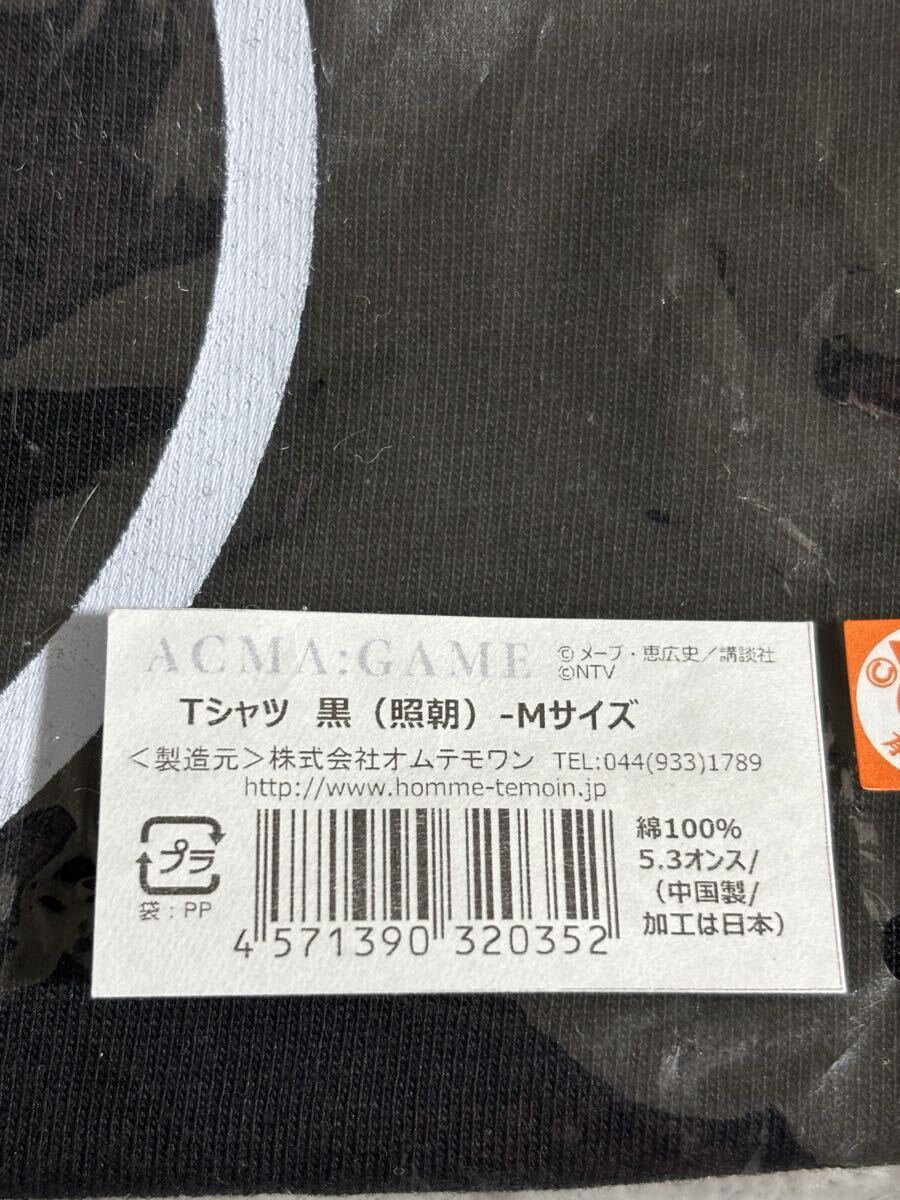 ACMA:GAME
©メーブ・恵広史／講談社
©NTV
Tシャツ 黒（照朝）-Mサイズ
＜製造元＞株式会社オムテモワン TEL:044(933)1789
http://www.homme-temoin.jp
プラ
袋：PP
4 571390 320352
綿100%
5.3オンス/
（中国製/
加工は日本）